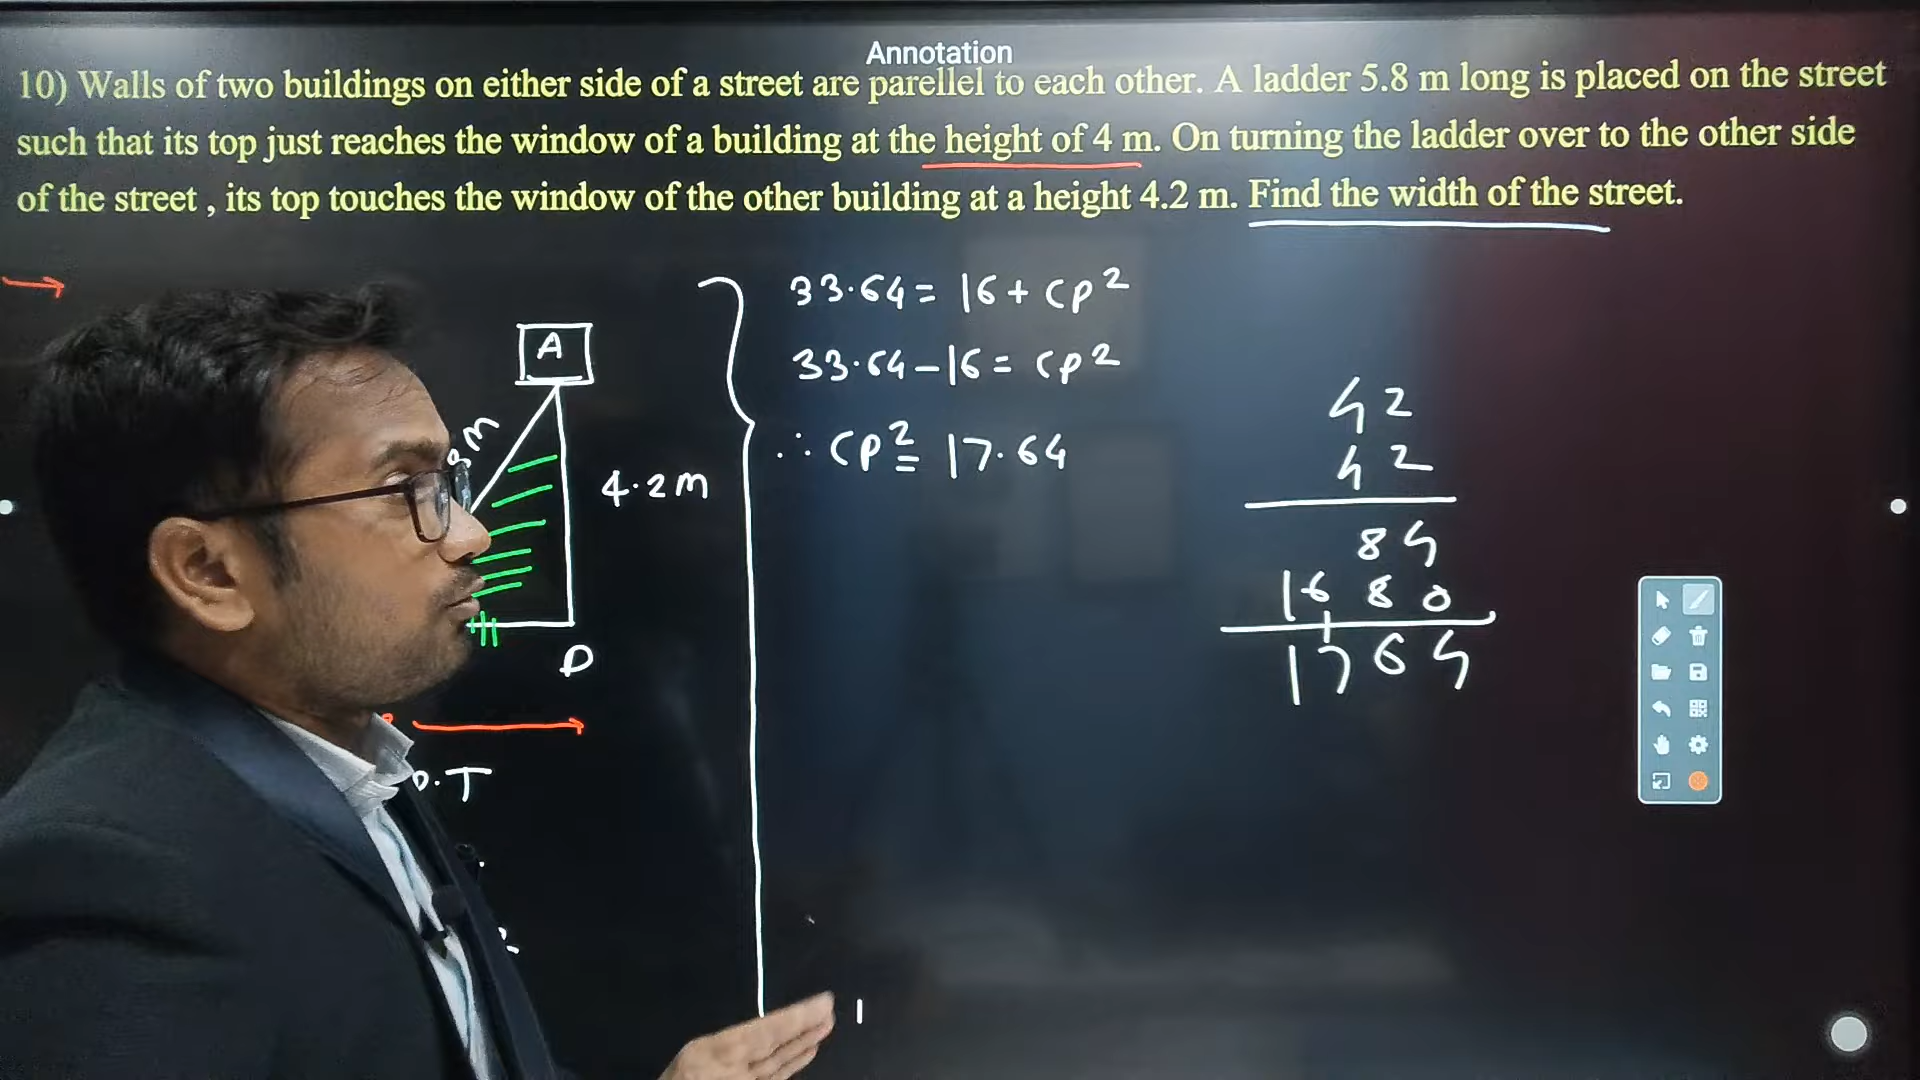 Annotation
10) Walls of two buildings on either side of a street are parellel to each other. A ladder 5.8 m long is placed on the street
such that its top just reaches the window of a building at the height of 4 m. On turning the ladder over to the other side
of the street , its top touches the window of the other building at a height 4.2 m. Find the width of the street.
33.64 = 16 + CP²
33.64 - 16 = CP²
∴ CP² = 17.64
A
4.2 m
D
42
42
84
1680
1764